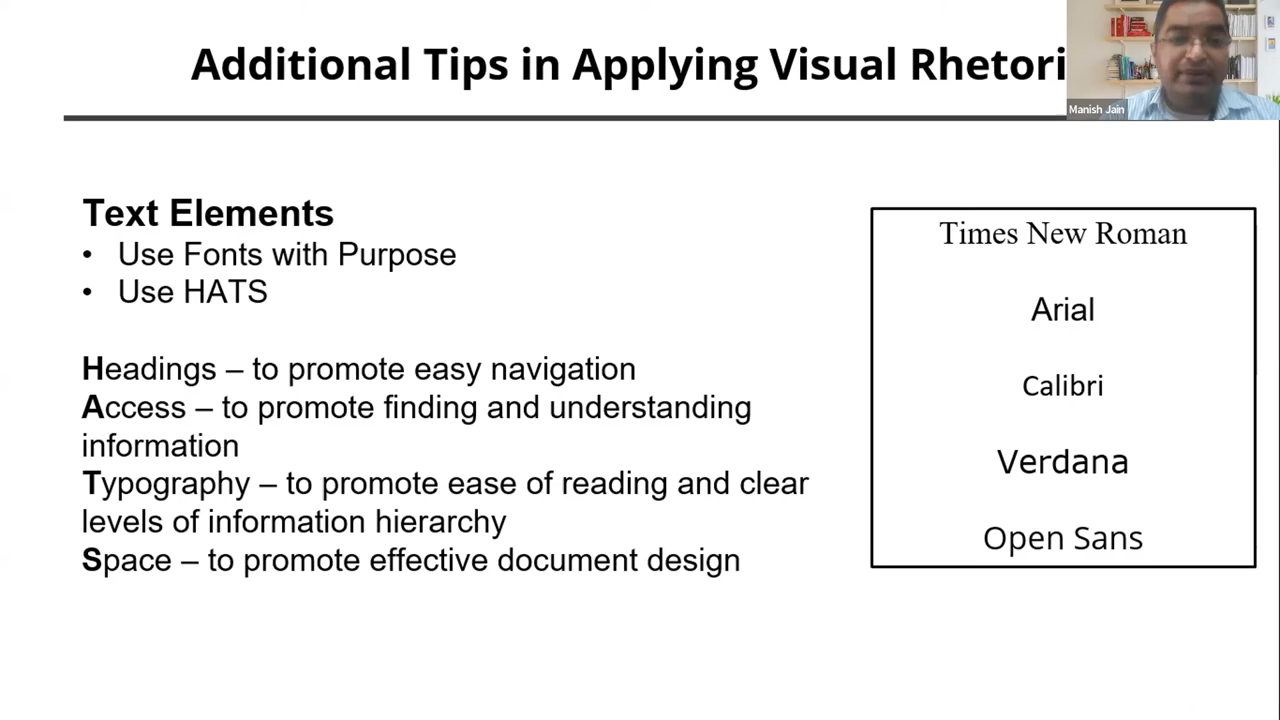 Additional Tips in Applying Visual Rhetori
Manish Jain
Text Elements
• Use Fonts with Purpose
• Use HATS
Headings – to promote easy navigation
Access – to promote finding and understanding
information
Typography – to promote ease of reading and clear
levels of information hierarchy
Space – to promote effective document design
Times New Roman
Arial
Calibri
Verdana
Open Sans